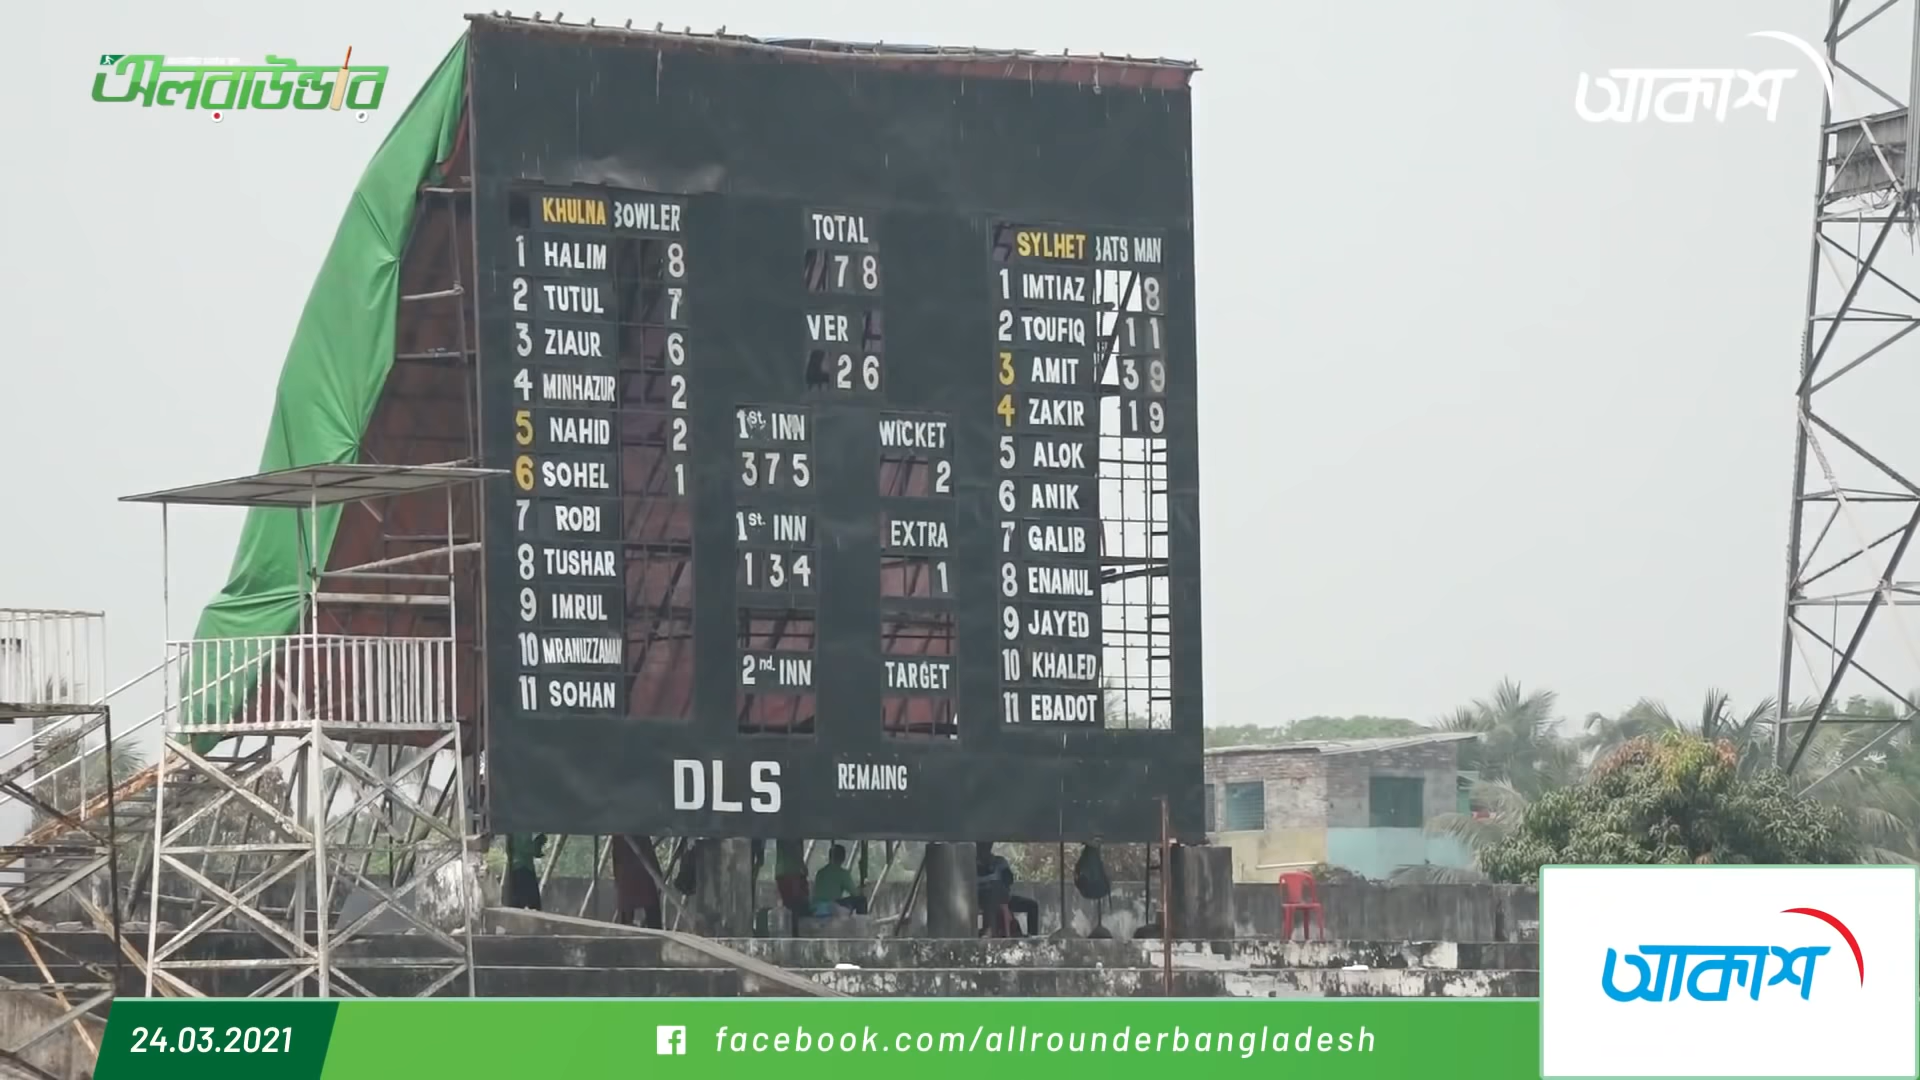 অলরাউন্ডার
আকাশ
KHULNA BOWLER
1 HALIM 8
2 TUTUL 7
3 ZIAUR 6
4 MINHAZUR 2
5 NAHID 2
6 SOHEL 1
7 ROBI
8 TUSHAR
9 IMRUL
10 MRANUZZAMAN
11 SOHAN
TOTAL
78
VER
26
1st. INN
375
WICKET
2
1st. INN
134
EXTRA
1
2nd. INN
TARGET
SYLHET BATS MAN
1 IMTIAZ 8
2 TOUFIQ 11
3 AMIT 39
4 ZAKIR 19
5 ALOK
6 ANIK
7 GALIB
8 ENAMUL
9 JAYED
10 KHALED
11 EBADOT
DLS
REMAING
আকাশ
24.03.2021
facebook.com/allrounderbangladesh